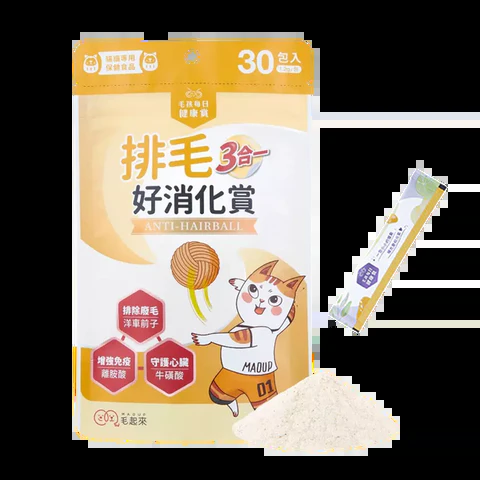 貓貓專用
保健食品
30包入
毛孩每日
健康賞
排毛3合一
好消化賞
ANTI-HAIRBALL
排除廢毛
洋車前子
增強免疫
離胺酸
守護心臟
牛磺酸
MAOUP
01
MAOUP
毛起來